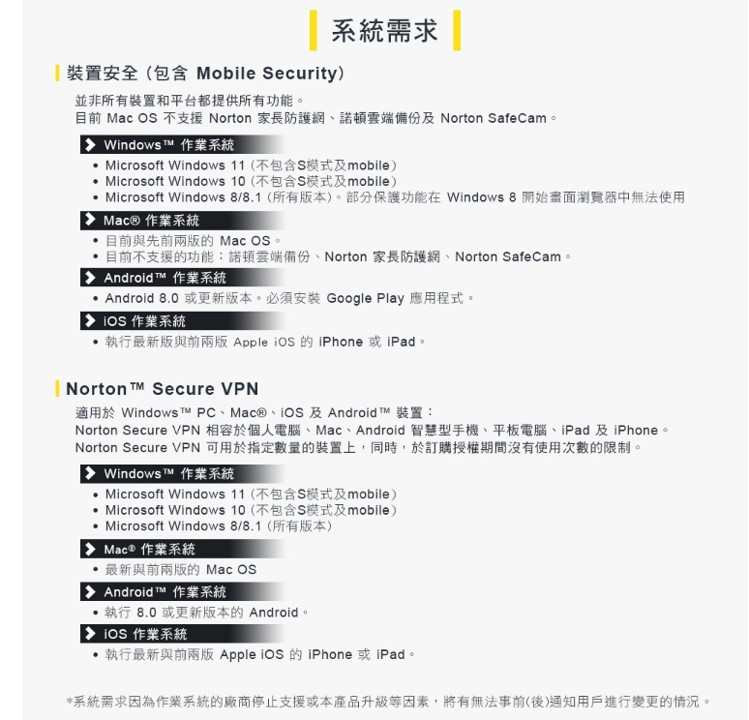 系統需求
裝置安全 (包含 Mobile Security)
並非所有裝置和平台都提供所有功能。
目前 Mac OS 不支援 Norton 家長防護網、諾頓雲端備份及 Norton SafeCam。
Windows™ 作業系統
• Microsoft Windows 11 (不包含S模式及mobile)
• Microsoft Windows 10 (不包含S模式及mobile)
• Microsoft Windows 8/8.1 (所有版本)。部分保護功能在 Windows 8 開始畫面瀏覽器中無法使用
Mac® 作業系統
• 目前與先前兩版的 Mac OS。
• 目前不支援的功能：諾頓雲端備份、Norton 家長防護網、Norton SafeCam。
Android™ 作業系統
• Android 8.0 或更新版本。必須安裝 Google Play 應用程式。
iOS 作業系統
• 執行最新版與前兩版 Apple iOS 的 iPhone 或 iPad。
Norton™ Secure VPN
適用於 Windows™ PC、Mac®、iOS 及 Android™ 裝置：
Norton Secure VPN 相容於個人電腦、Mac、Android 智慧型手機、平板電腦、iPad 及 iPhone。
Norton Secure VPN 可用於指定數量的裝置上，同時，於訂購授權期間沒有使用次數的限制。
Windows™ 作業系統
• Microsoft Windows 11 (不包含S模式及mobile)
• Microsoft Windows 10 (不包含S模式及mobile)
• Microsoft Windows 8/8.1 (所有版本)
Mac® 作業系統
• 最新與前兩版的 Mac OS
Android™ 作業系統
• 執行 8.0 或更新版本的 Android。
iOS 作業系統
• 執行最新與前兩版 Apple iOS 的 iPhone 或 iPad。
*系統需求因為作業系統的廠商停止支援或本產品升級等因素，將有無法事前(後)通知用戶進行變更的情況。